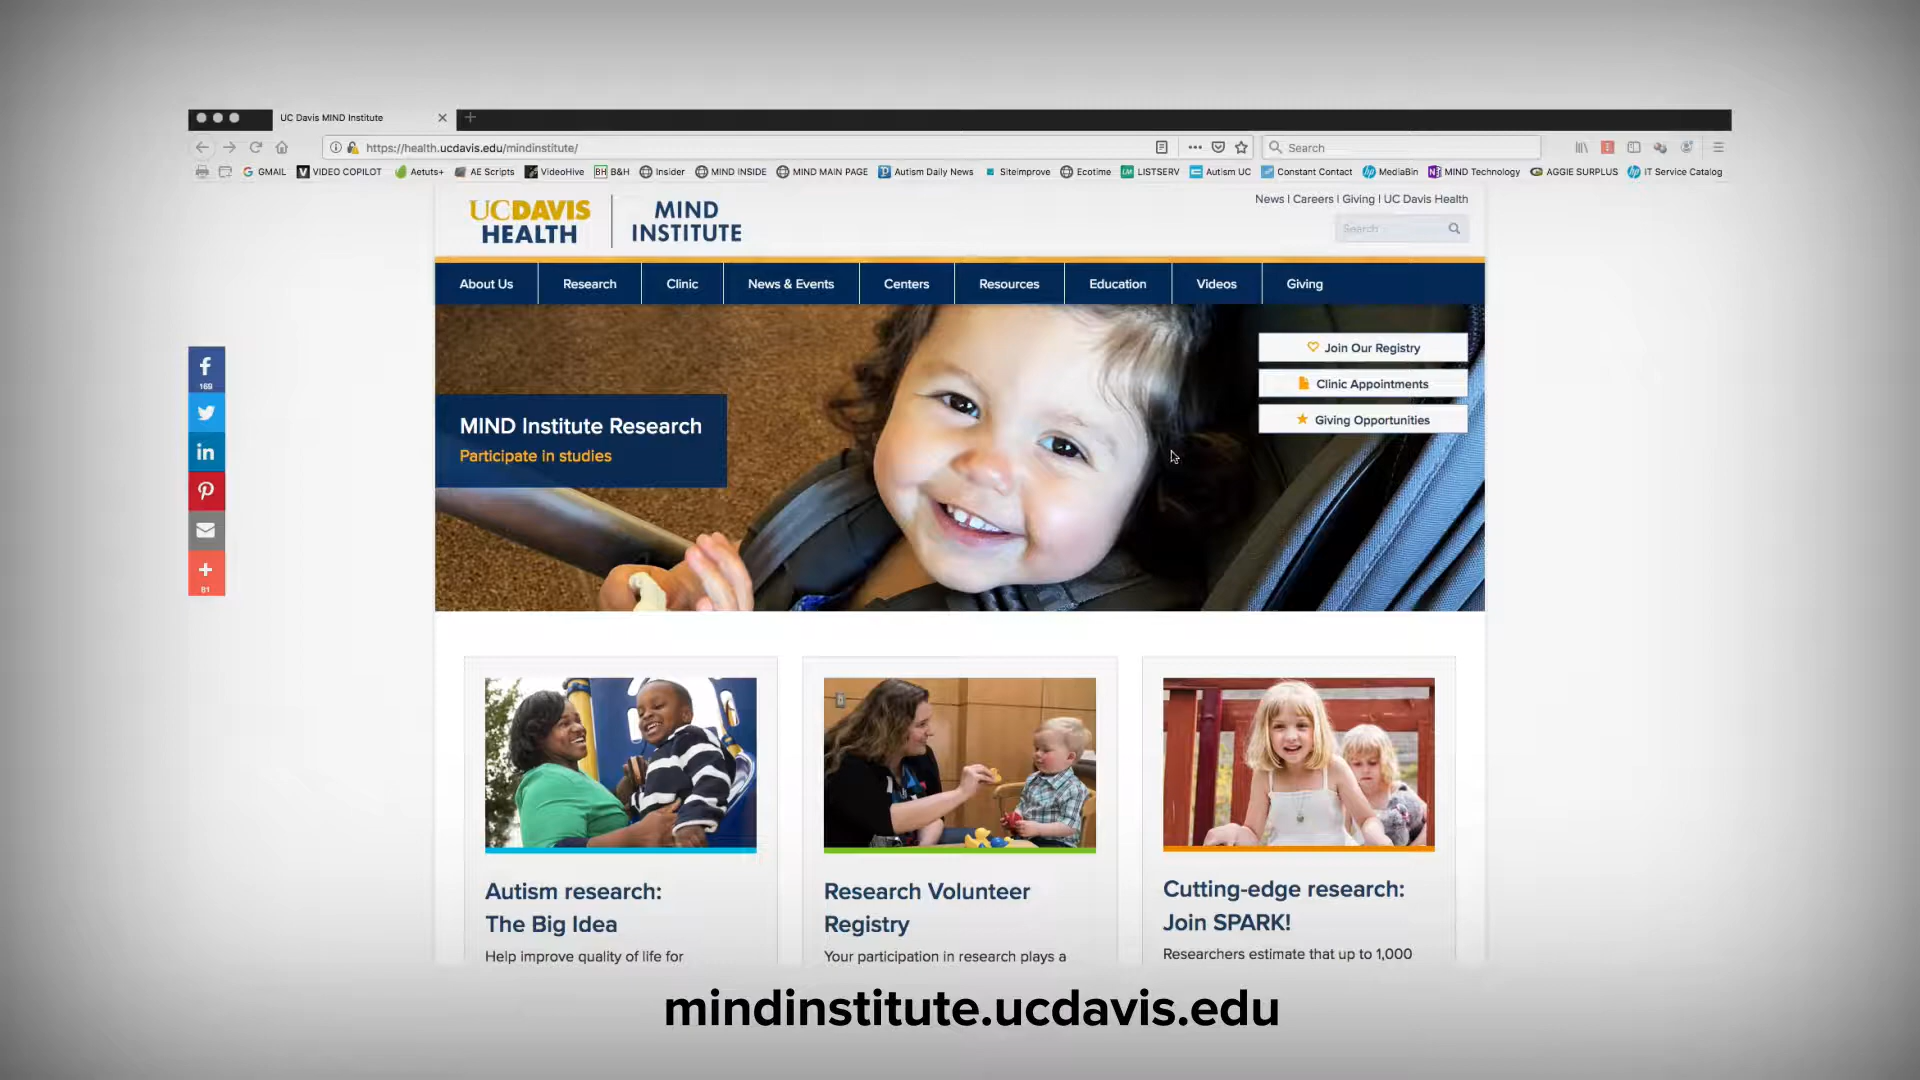 UC Davis MIND Institute
https://health.ucdavis.edu/mindinstitute/
Search
GMAIL VIDEO COPILOT Aetuts+ AE Scripts VideoHive BH B&H Insider MIND INSIDE MIND MAIN PAGE Autism Daily News Siteimprove Ecotime LISTSERV Autism UC Constant Contact MediaBin MIND Technology AGGIE SURPLUS IT Service Catalog
UCDAVIS HEALTH
MIND INSTITUTE
News | Careers | Giving | UC Davis Health
Search
About Us Research Clinic News & Events Centers Resources Education Videos Giving
Join Our Registry
Clinic Appointments
Giving Opportunities
MIND Institute Research
Participate in studies
169
81
Autism research:
The Big Idea
Help improve quality of life for
Research Volunteer
Registry
Your participation in research plays a
Cutting-edge research:
Join SPARK!
Researchers estimate that up to 1,000
mindinstitute.ucdavis.edu